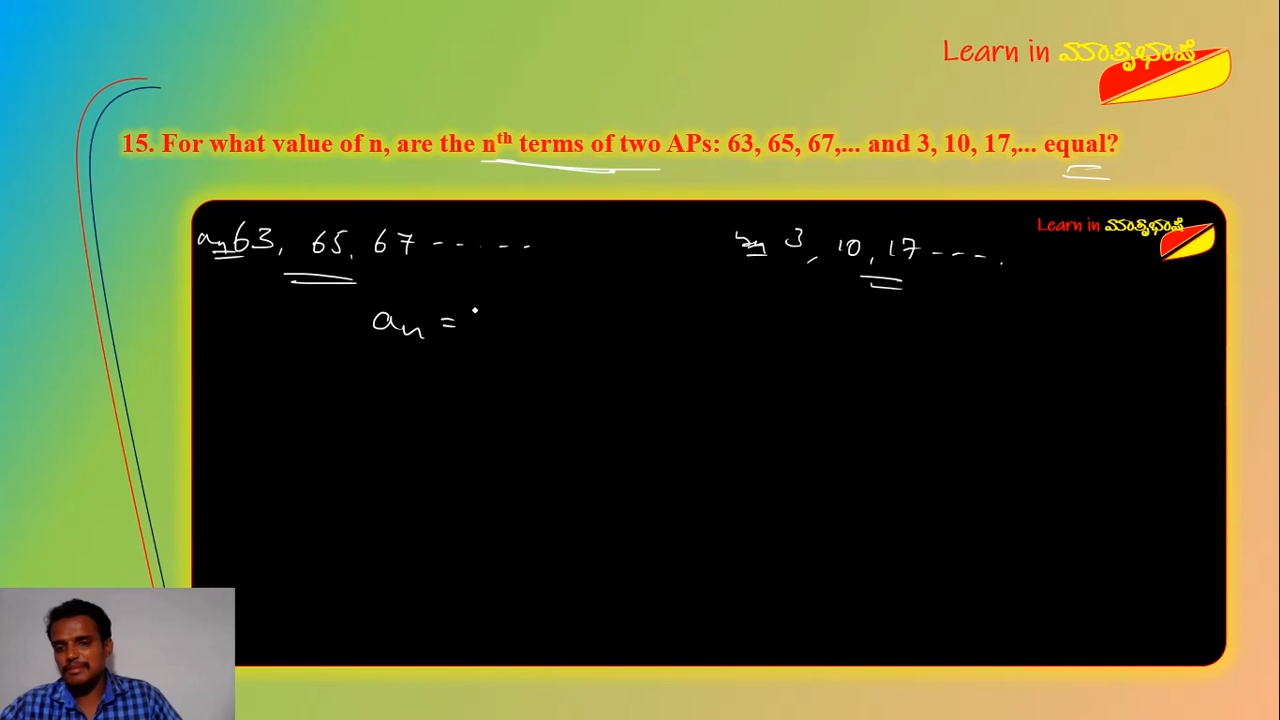 Learn in ಮಾತೃಭಾಷೆ
15. For what value of n, are the nth terms of two APs: 63, 65, 67,... and 3, 10, 17,... equal?
Learn in ಮಾತೃಭಾಷೆ
an 63, 65, 67 ------
3, 10, 17 ----
an =